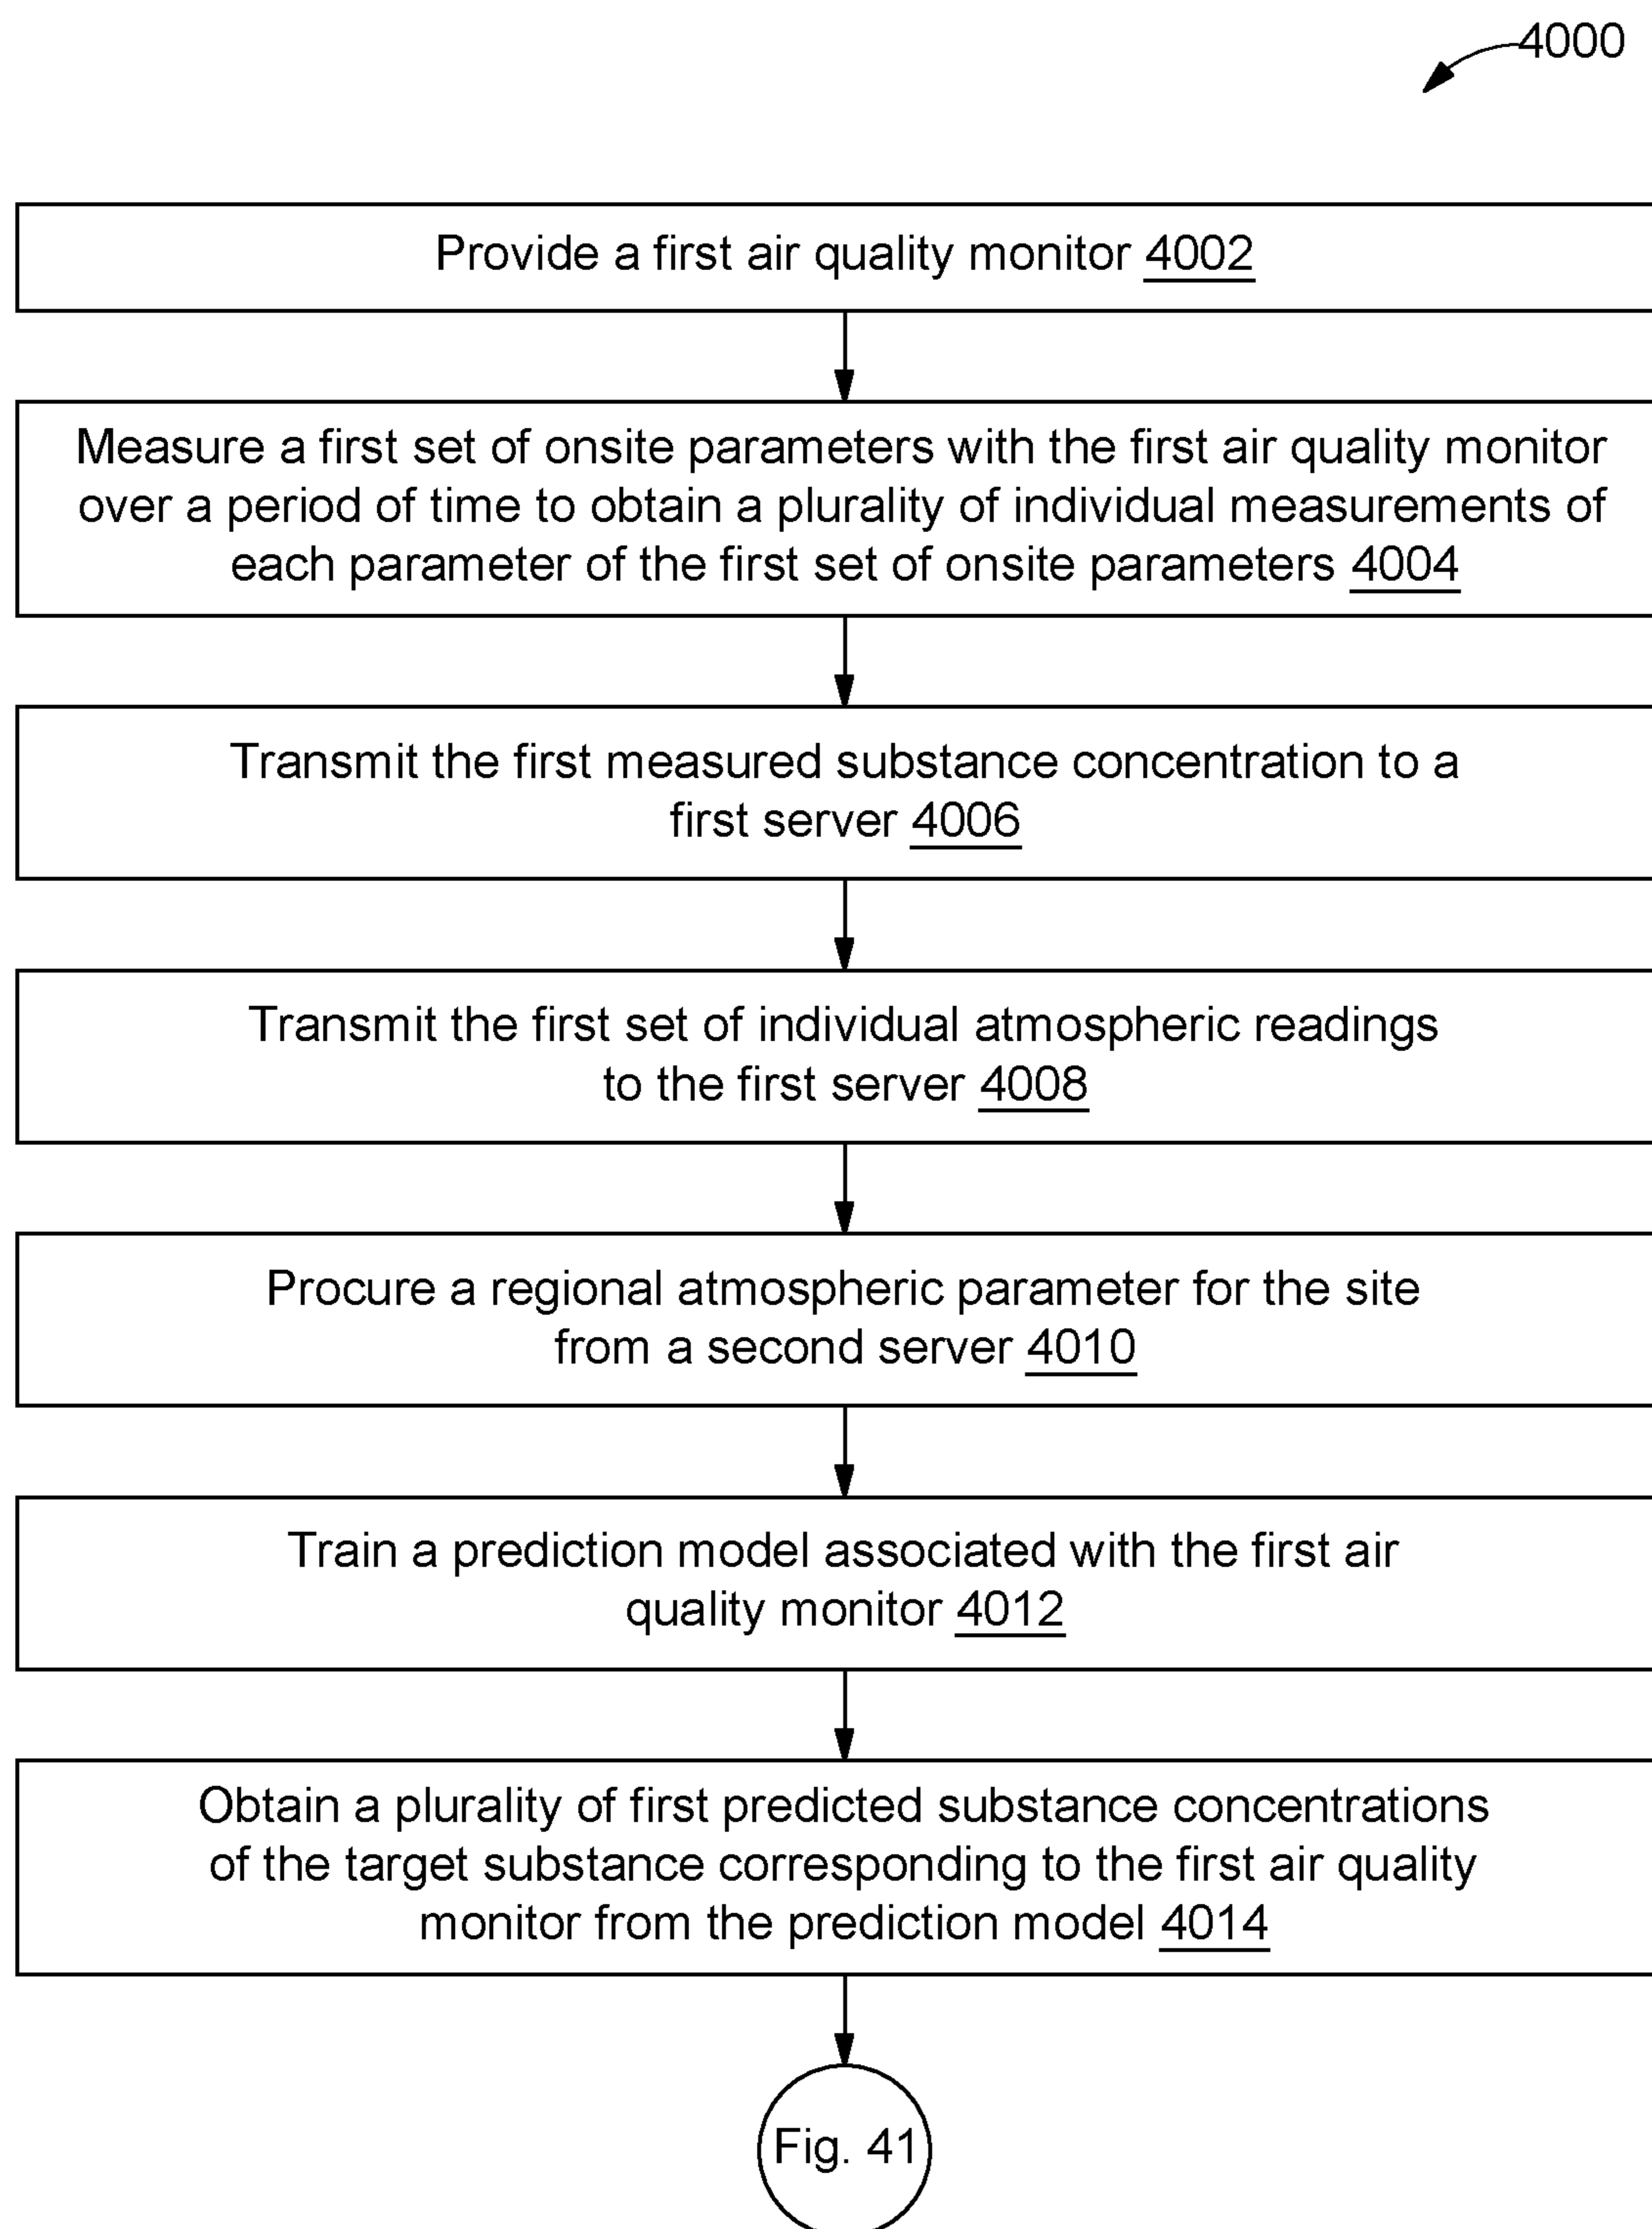 4000
Provide a first air quality monitor 4002
Measure a first set of onsite parameters with the first air quality monitor
over a period of time to obtain a plurality of individual measurements of
each parameter of the first set of onsite parameters 4004
Transmit the first measured substance concentration to a
first server 4006
Transmit the first set of individual atmospheric readings
to the first server 4008
Procure a regional atmospheric parameter for the site
from a second server 4010
Train a prediction model associated with the first air
quality monitor 4012
Obtain a plurality of first predicted substance concentrations
of the target substance corresponding to the first air quality
monitor from the prediction model 4014
Fig. 41